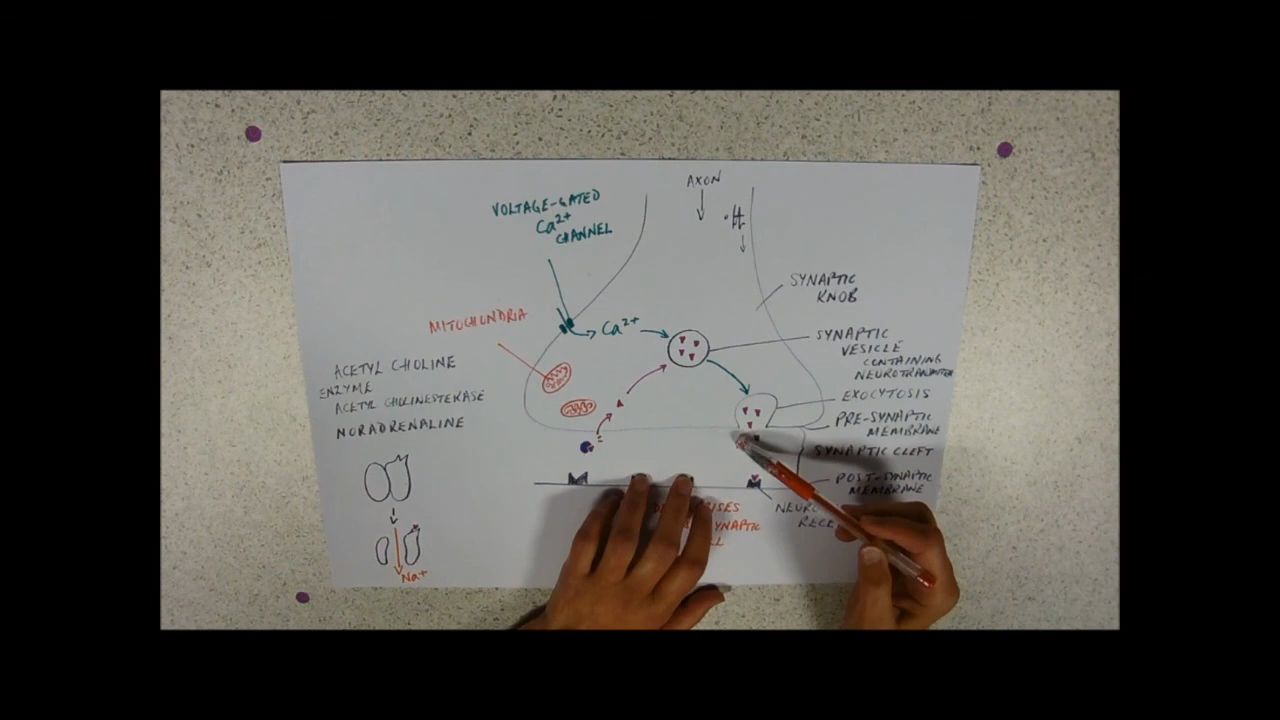 AXON
VOLTAGE-GATED
Ca2+
CHANNEL
SYNAPTIC
KNOB
MITOCHONDRIA
Ca2+
SYNAPTIC
VESICLE
CONTAINING
ACETYL CHOLINE
ENZYME
ACETYL CHOLINESTERASE
NORADRENALINE
EXOCYTOSIS
PRE-SYNAPTIC
MEMBRANE
SYNAPTIC CLEFT
E
POST-SYNAPTIC
MEMBRANE
Na+